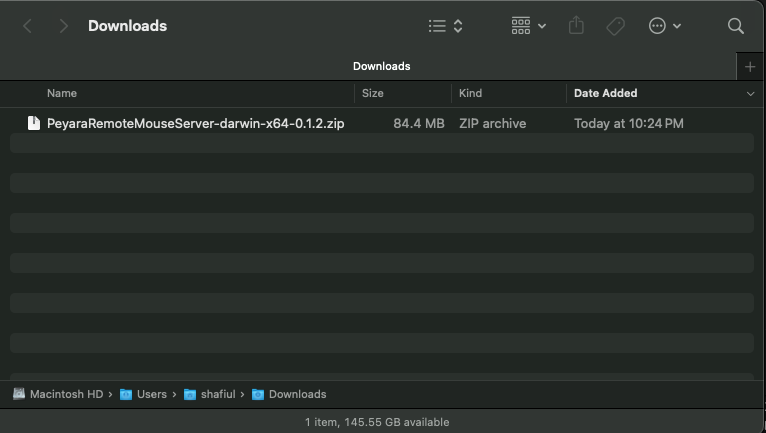 Downloads
Downloads
Name Size Kind Date Added
PeyaraRemoteMouseServer-darwin-x64-0.1.2.zip 84.4 MB ZIP archive Today at 10:24 PM
Macintosh HD › Users › shafiul › Downloads
1 item, 145.55 GB available